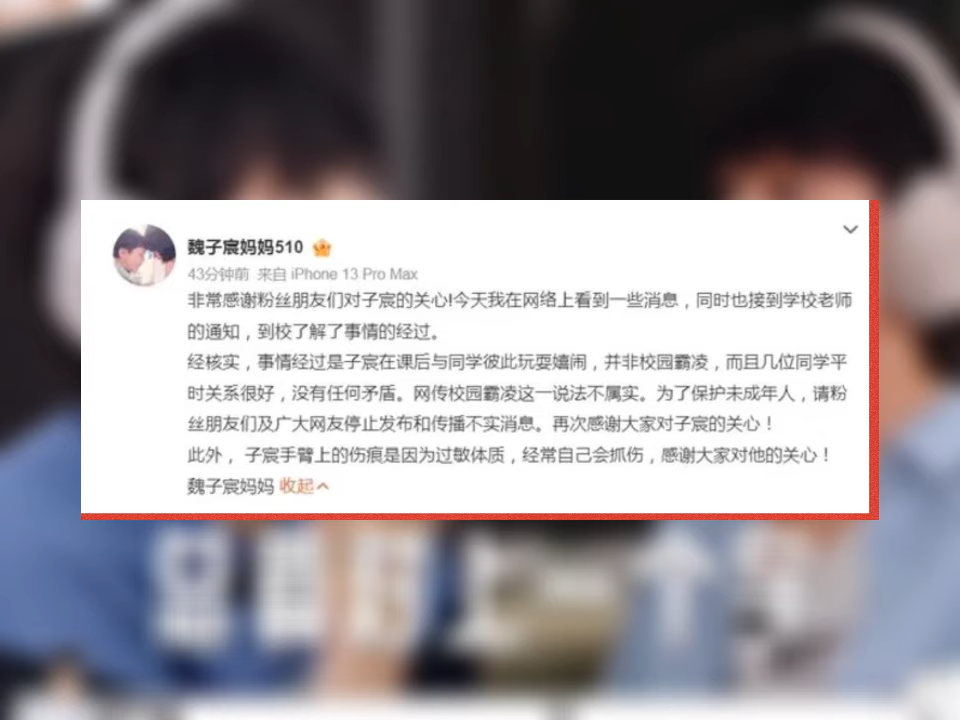 魏子宸妈妈510
43分钟前 来自 iPhone 13 Pro Max
非常感谢粉丝朋友们对子宸的关心!今天我在网络上看到一些消息，同时也接到学校老师
的通知，到校了解了事情的经过。
经核实，事情经过是子宸在课后与同学彼此玩耍嬉闹，并非校园霸凌，而且几位同学平
时关系很好，没有任何矛盾。网传校园霸凌这一说法不属实。为了保护未成年人，请粉
丝朋友们及广大网友停止发布和传播不实消息。再次感谢大家对子宸的关心！
此外， 子宸手臂上的伤痕是因为过敏体质，经常自己会抓伤，感谢大家对他的关心！
魏子宸妈妈 收起